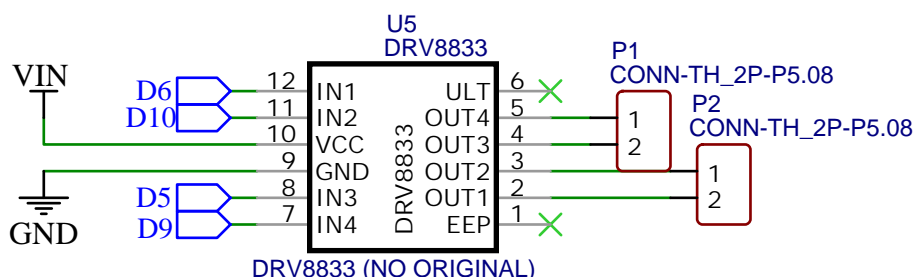 U5
DRV8833
P1
CONN-TH_2P-P5.08
P2
CONN-TH_2P-P5.08
VIN
D6 12 IN1 ULT 6
D10 11 IN2 OUT4 5 1
10 VCC OUT3 4 2
9 GND OUT2 3 1
D5 8 IN3 OUT1 2 2
D9 7 IN4 EEP 1
GND
DRV8833
DRV8833 (NO ORIGINAL)